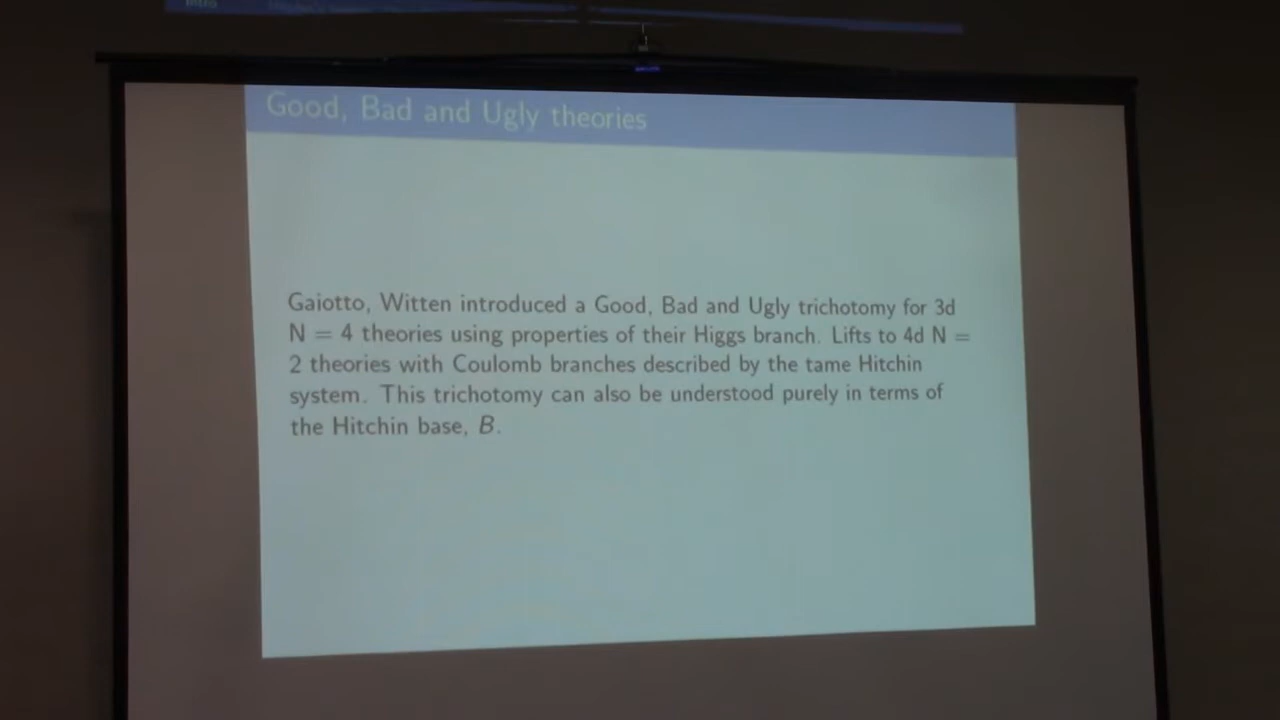 Intro
Good, Bad and Ugly theories
Gaiotto, Witten introduced a Good, Bad and Ugly trichotomy for 3d
N = 4 theories using properties of their Higgs branch. Lifts to 4d N =
2 theories with Coulomb branches described by the tame Hitchin
system. This trichotomy can also be understood purely in terms of
the Hitchin base, B.